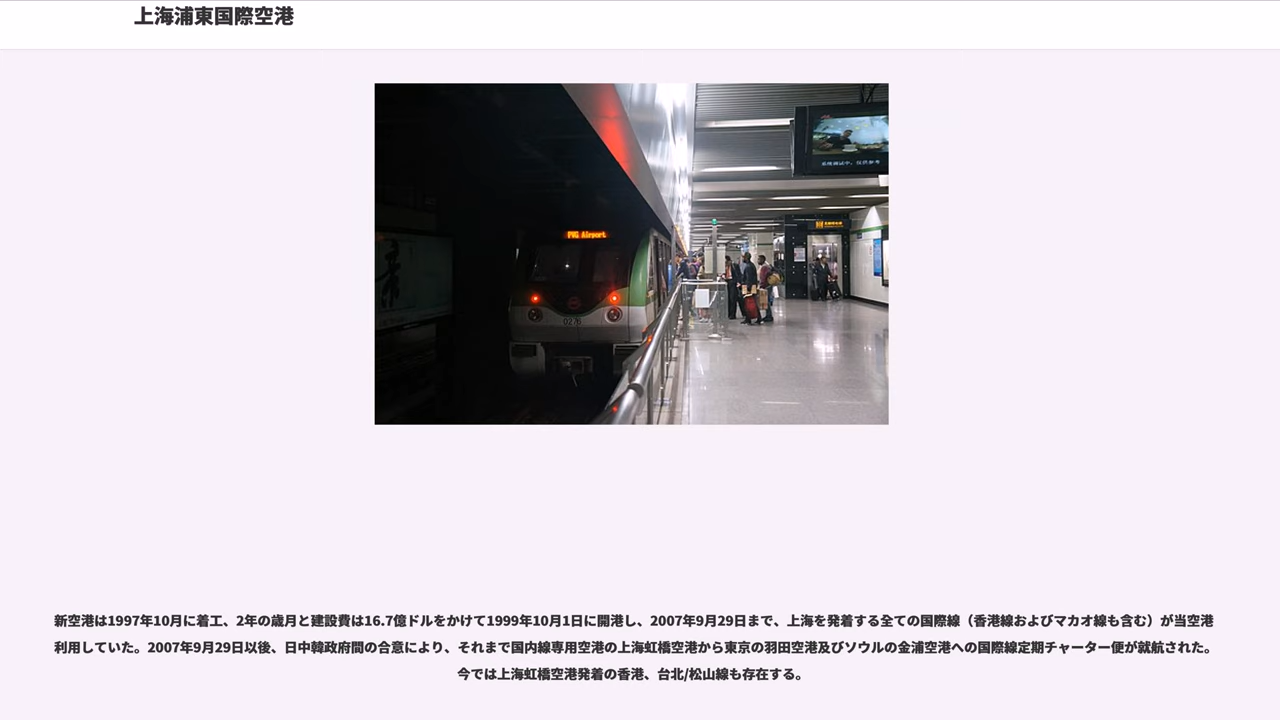 上海浦東国際空港
系统调试中，仅供参考
PVG Airport
0276
新空港は1997年10月に着工、2年の歳月と建設費は16.7億ドルをかけて1999年10月1日に開港し、2007年9月29日まで、上海を発着する全ての国際線（香港線およびマカオ線も含む）が当空港
利用していた。2007年9月29日以後、日中韓政府間の合意により、それまで国内線専用空港の上海虹橋空港から東京の羽田空港及びソウルの金浦空港への国際線定期チャーター便が就航された。
今では上海虹橋空港発着の香港、台北/松山線も存在する。